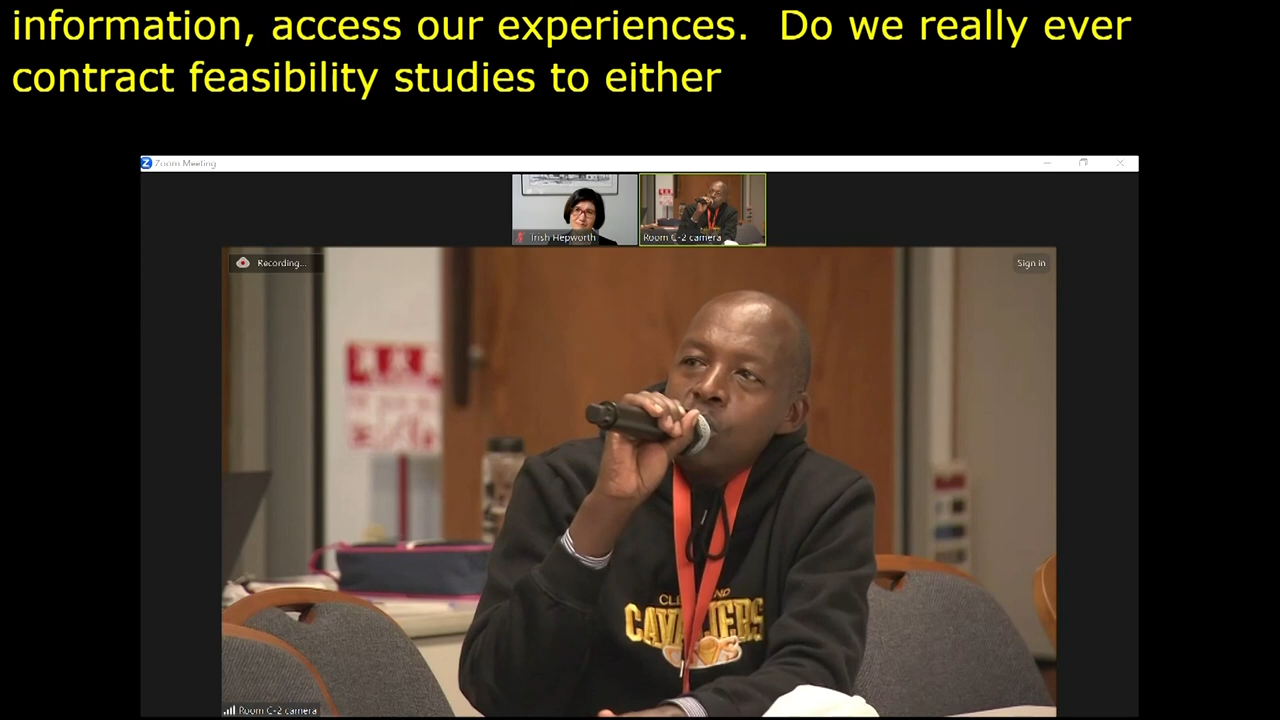 information, access our experiences.  Do we really ever
contract feasibility studies to either
Zoom Meeting
Irish Hepworth
Room C-2 camera
Recording...
Sign in
CAVALIERS
Room C-2 camera